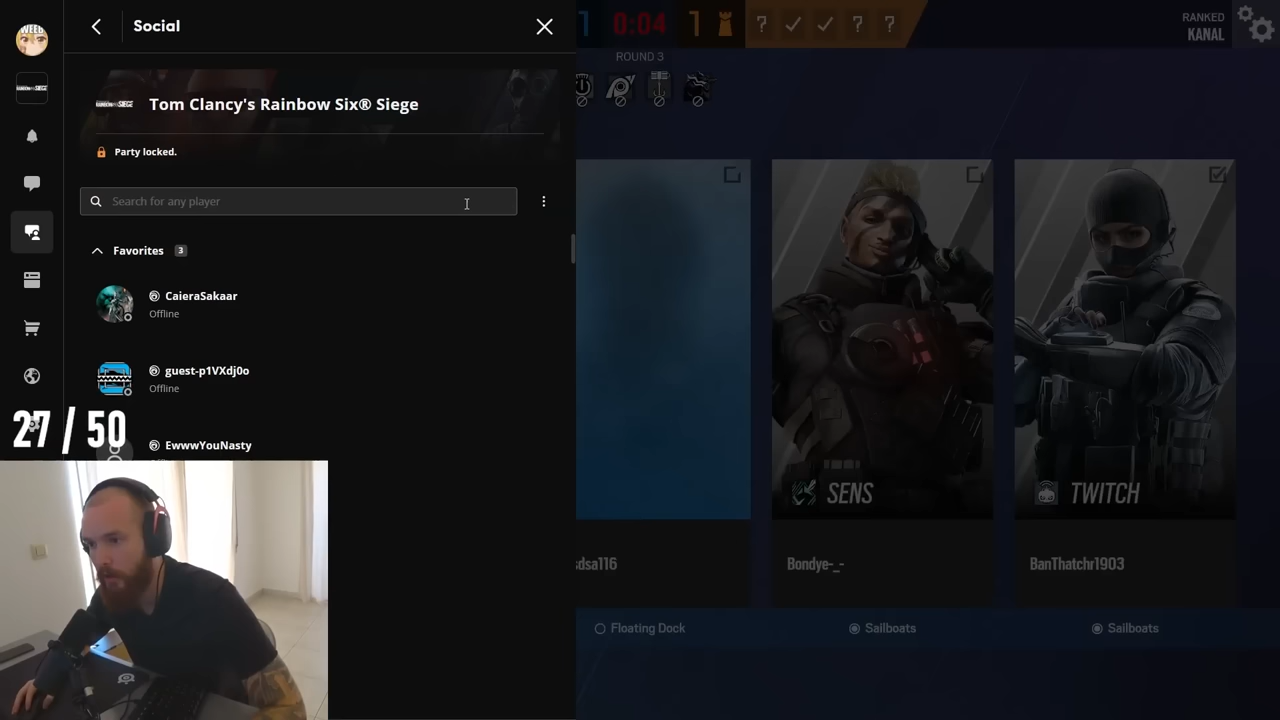 Social
1 0:04 1 ? ? ?
RANKED
KANAL
ROUND 3
Tom Clancy's Rainbow Six® Siege
Party locked.
Search for any player
Favorites 3
CaieraSakaar
Offline
guest-p1VXdj0o
Offline
27 / 50
EwwwYouNasty
SENS
TWITCH
sdsa116
Bondye-_-
BanThatchr1903
Floating Dock
Sailboats
Sailboats